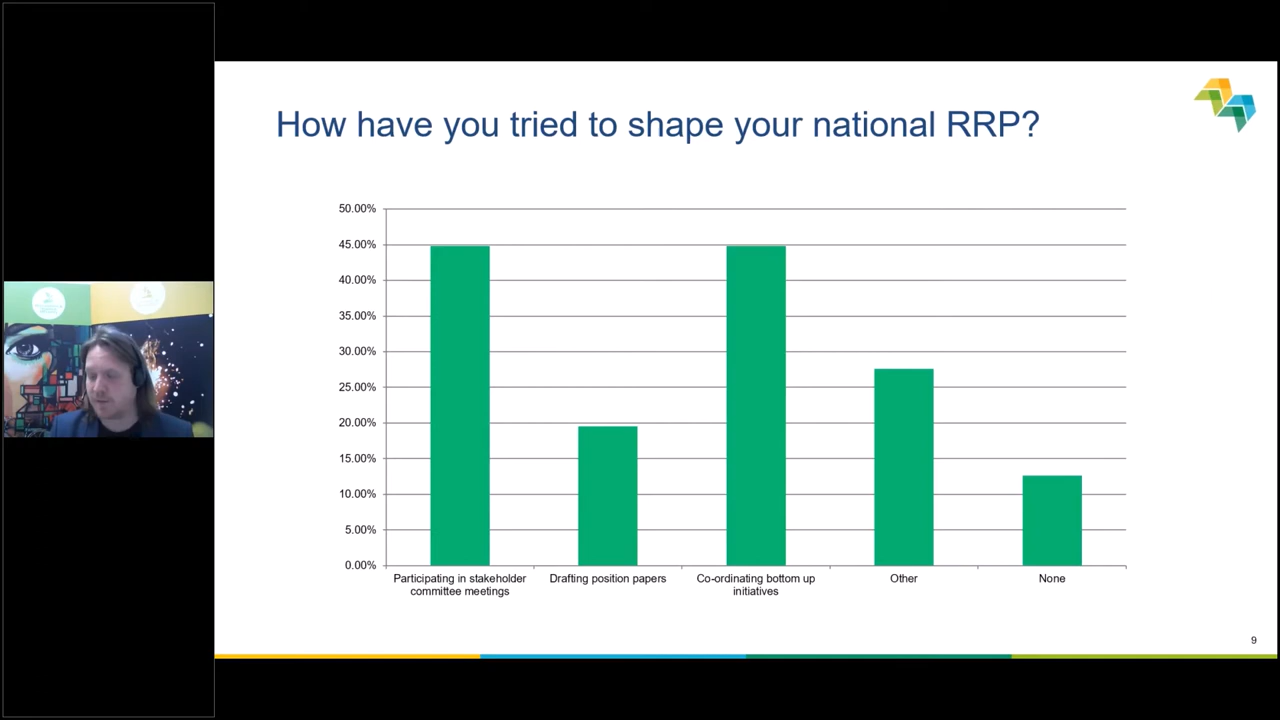 How have you tried to shape your national RRP?
50.00%
45.00%
40.00%
35.00%
30.00%
25.00%
20.00%
15.00%
10.00%
5.00%
0.00%
Participating in stakeholder
committee meetings
Drafting position papers
Co-ordinating bottom up
initiatives
Other
None
9